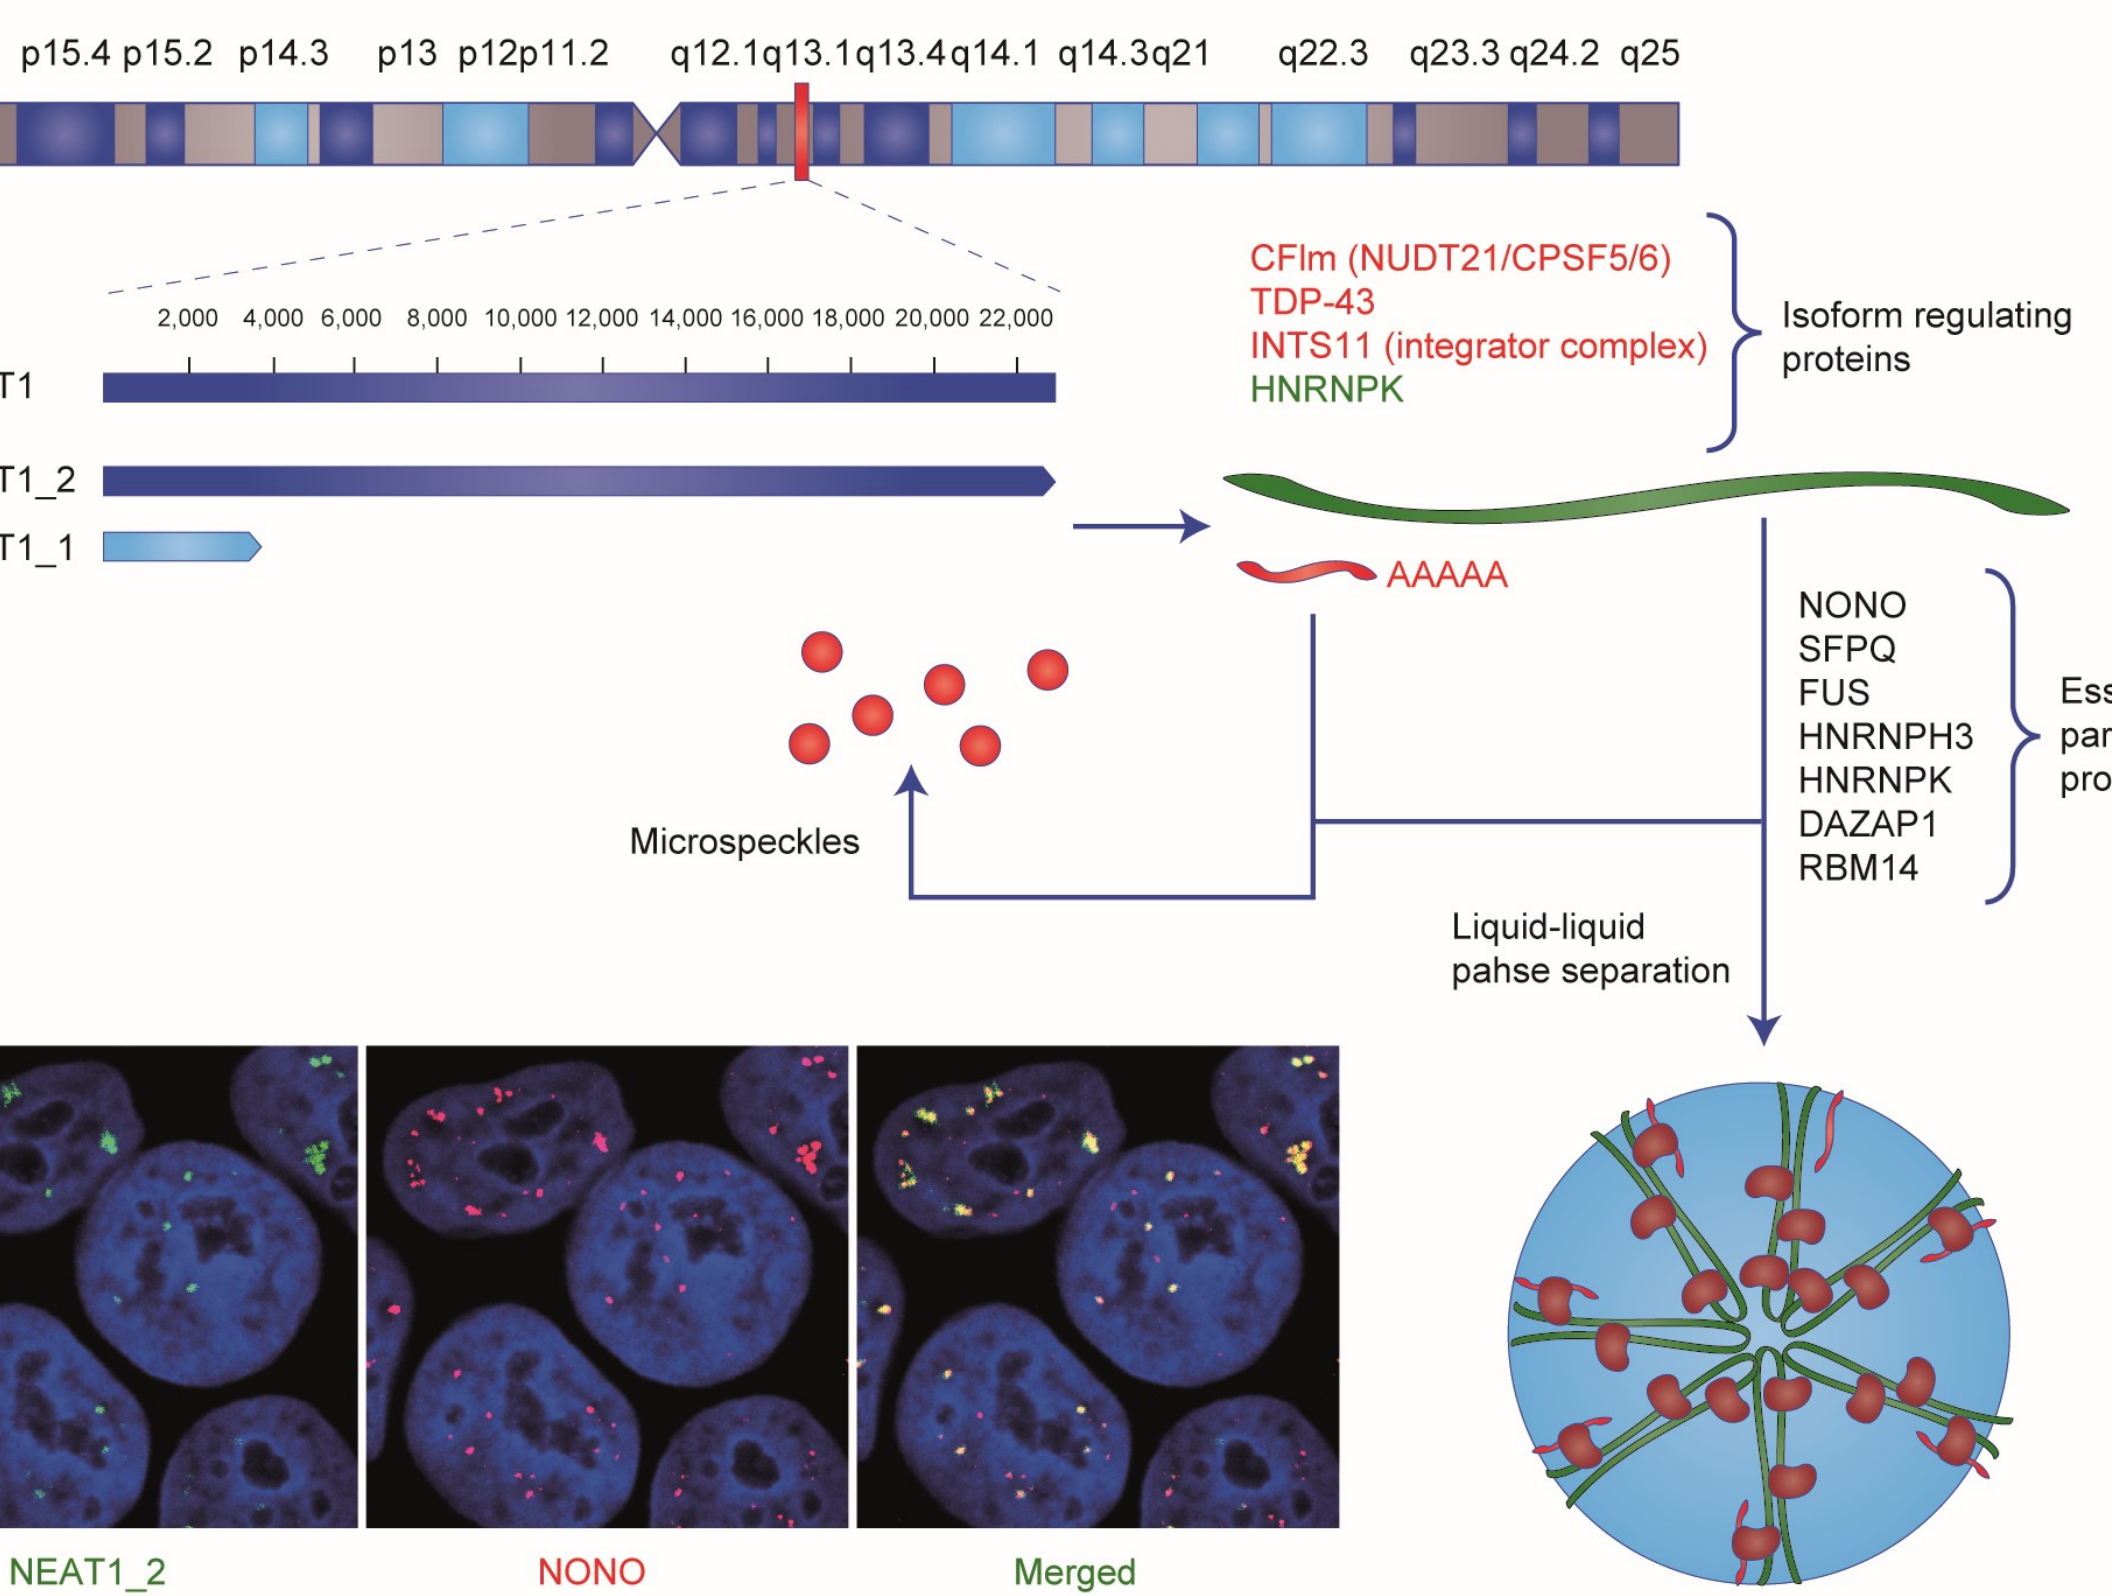 p15.4 p15.2 p14.3 p13 p12p11.2 q12.1q13.1q13.4q14.1 q14.3q21 q22.3 q23.3 q24.2 q25
2,000 4,000 6,000 8,000 10,000 12,000 14,000 16,000 18,000 20,000 22,000
T1
T1_2
T1_1
CFIm (NUDT21/CPSF5/6)
TDP-43
INTS11 (integrator complex)
HNRNPK
Isoform regulating
proteins
AAAAA
NONO
SFPQ
FUS
HNRNPH3
HNRNPK
DAZAP1
RBM14
Ess
par
pro
Microspeckles
Liquid-liquid
pahse separation
NEAT1_2
NONO
Merged